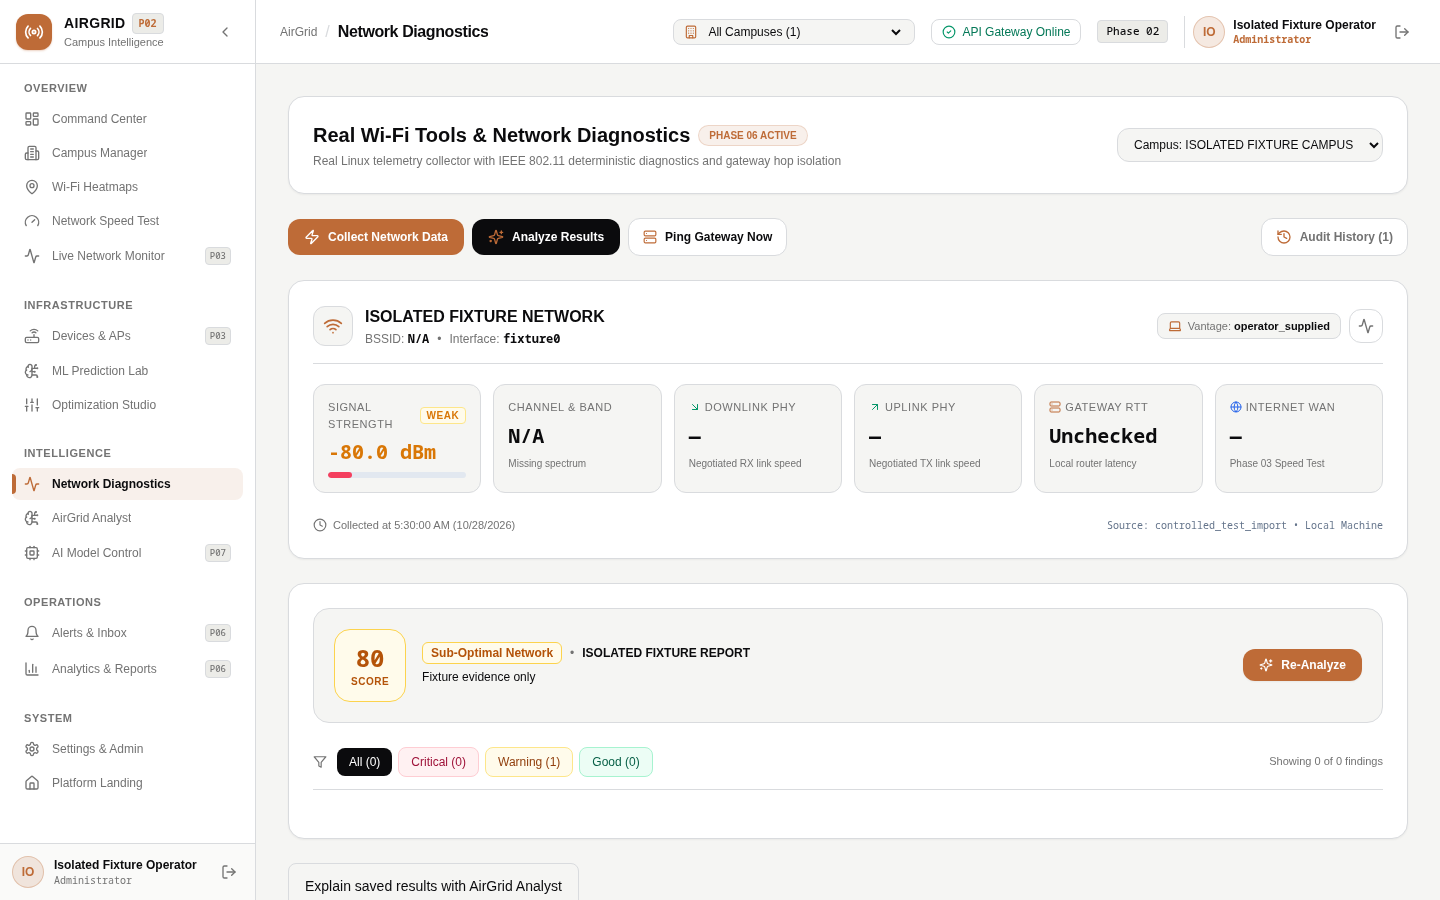 AIRGRID P02
Campus Intelligence
AirGrid / Network Diagnostics
All Campuses (1)
API Gateway Online
Phase 02
IO
Isolated Fixture Operator
Administrator
OVERVIEW
Command Center
Campus Manager
Wi-Fi Heatmaps
Network Speed Test
Live Network Monitor P03
INFRASTRUCTURE
Devices & APs P03
ML Prediction Lab
Optimization Studio
INTELLIGENCE
Network Diagnostics
AirGrid Analyst
AI Model Control P07
OPERATIONS
Alerts & Inbox P06
Analytics & Reports P06
SYSTEM
Settings & Admin
Platform Landing
IO
Isolated Fixture Operator
Administrator
Real Wi-Fi Tools & Network Diagnostics PHASE 06 ACTIVE
Real Linux telemetry collector with IEEE 802.11 deterministic diagnostics and gateway hop isolation
Campus: ISOLATED FIXTURE CAMPUS
Collect Network Data
Analyze Results
Ping Gateway Now
Audit History (1)
ISOLATED FIXTURE NETWORK
BSSID: N/A • Interface: fixture0
Vantage: operator_supplied
SIGNAL
STRENGTH
WEAK
-80.0 dBm
CHANNEL & BAND
N/A
Missing spectrum
DOWNLINK PHY
—
Negotiated RX link speed
UPLINK PHY
—
Negotiated TX link speed
GATEWAY RTT
Unchecked
Local router latency
INTERNET WAN
—
Phase 03 Speed Test
Collected at 5:30:00 AM (10/28/2026)
Source: controlled_test_import • Local Machine
80
SCORE
Sub-Optimal Network • ISOLATED FIXTURE REPORT
Fixture evidence only
Re-Analyze
All (0)
Critical (0)
Warning (1)
Good (0)
Showing 0 of 0 findings
Explain saved results with AirGrid Analyst